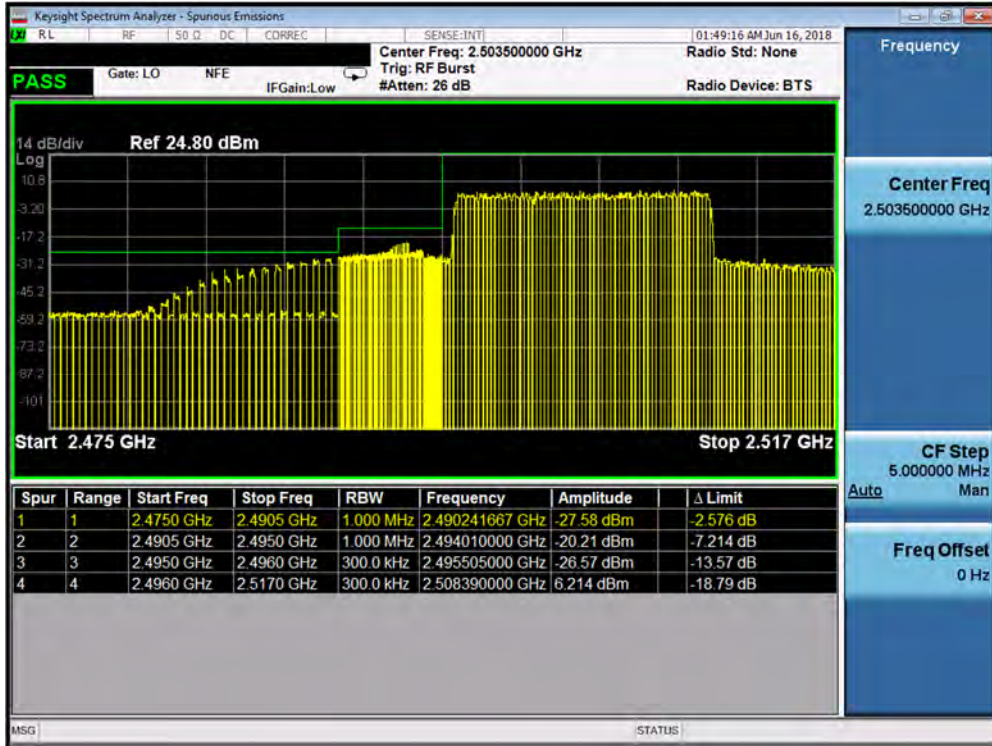 Keysight Spectrum Analyzer - Spurious Emissions
LXI RL RF 50 Ω DC CORREC SENSE:INT 01:49:16 AM Jun 16, 2018
Center Freq: 2.503500000 GHz Radio Std: None
PASS Gate: LO NFE Trig: RF Burst
IFGain:Low #Atten: 26 dB Radio Device: BTS
14 dB/div Ref 24.80 dBm
Log
10.8
-3.20
-17.2
-31.2
-45.2
-59.2
-73.2
-87.2
-101
Start 2.475 GHz Stop 2.517 GHz
Spur Range Start Freq Stop Freq RBW Frequency Amplitude Δ Limit
1 1 2.4750 GHz 2.4905 GHz 1.000 MHz 2.490241667 GHz -27.58 dBm -2.576 dB
2 2 2.4905 GHz 2.4950 GHz 1.000 MHz 2.494010000 GHz -20.21 dBm -7.214 dB
3 3 2.4950 GHz 2.4960 GHz 300.0 kHz 2.495505000 GHz -26.57 dBm -13.57 dB
4 4 2.4960 GHz 2.5170 GHz 300.0 kHz 2.508390000 GHz 6.214 dBm -18.79 dB
MSG STATUS
Frequency
Center Freq
2.503500000 GHz
CF Step
5.000000 MHz
Auto Man
Freq Offset
0 Hz